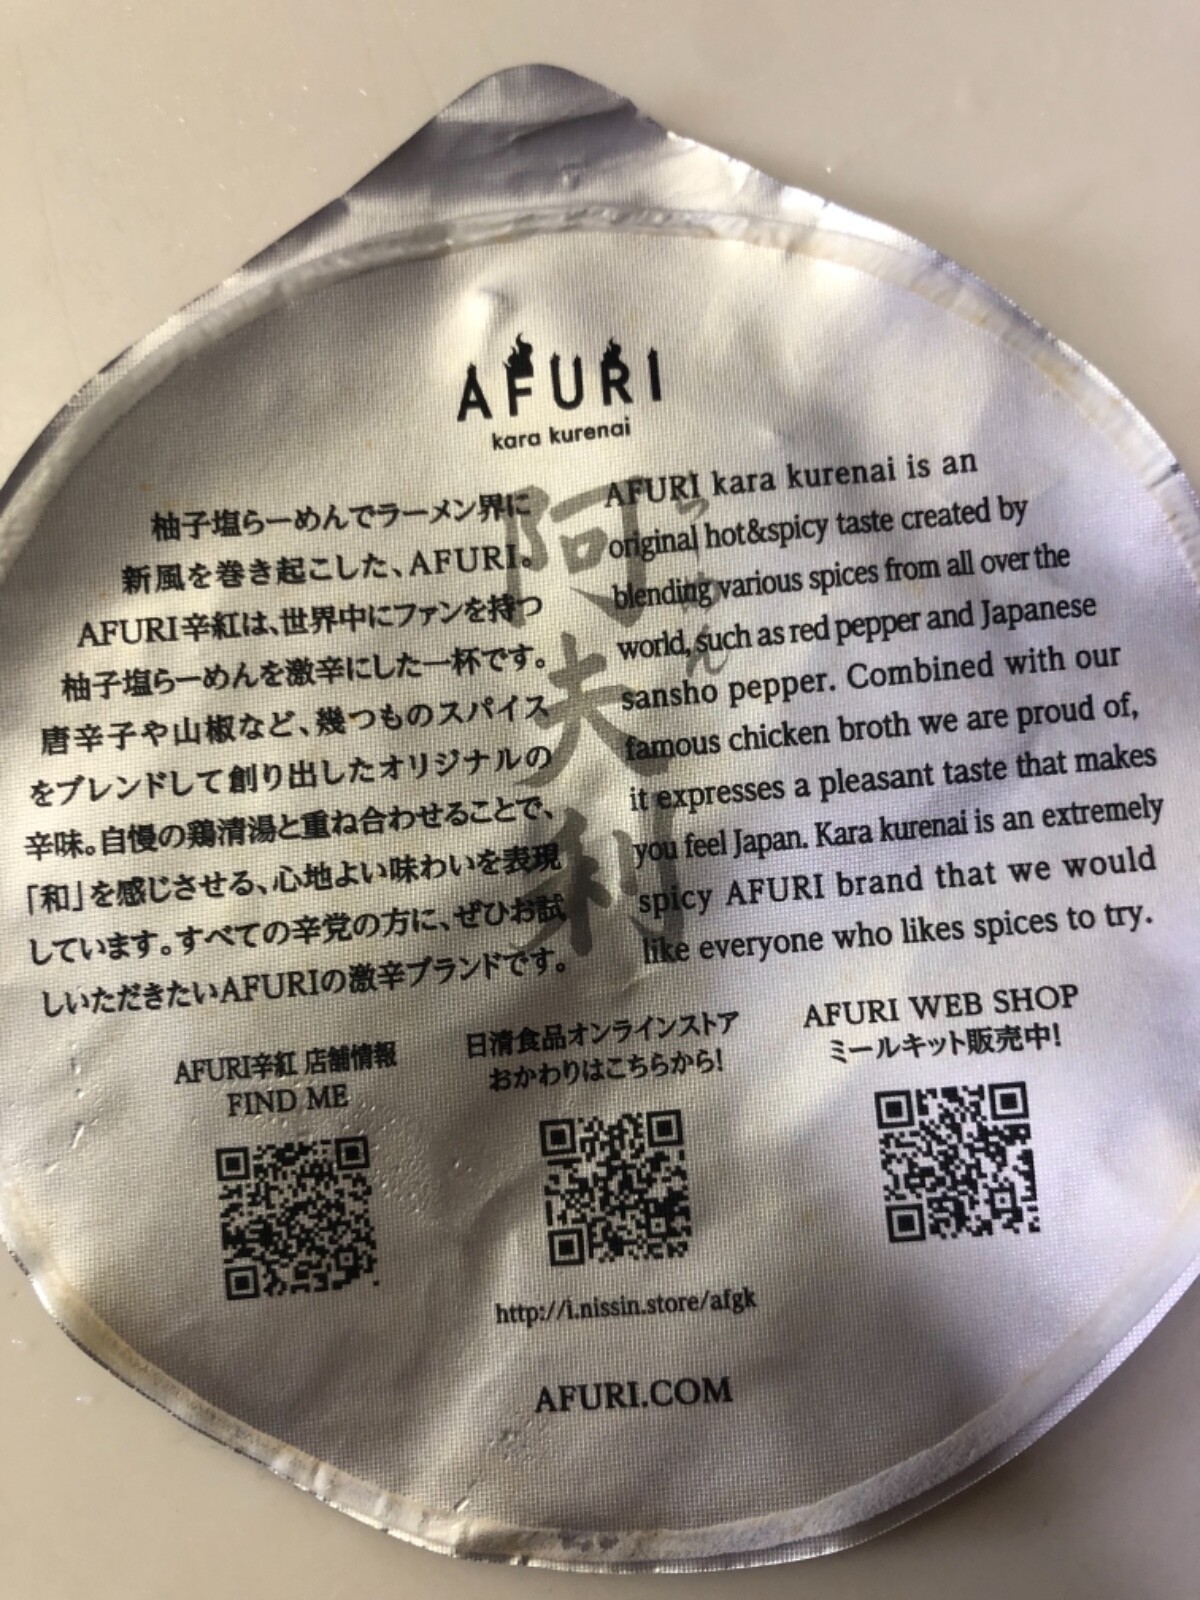 AFURI
kara kurenai
柚子塩らーめんでラーメン界に
新風を巻き起こした、AFURI。
AFURI辛紅は、世界中にファンを持つ
柚子塩らーめんを激辛にした一杯です。
唐辛子や山椒など、幾つものスパイス
をブレンドして創り出したオリジナルの
辛味。自慢の鶏清湯と重ね合わせることで、
「和」を感じさせる、心地よい味わいを表現
しています。すべての辛党の方に、ぜひお試
しいただきたいAFURIの激辛ブランドです。
阿夫利
AFURI kara kurenai is an
original hot&spicy taste created by
blending various spices from all over the
world, such as red pepper and Japanese
sansho pepper. Combined with our
famous chicken broth we are proud of,
it expresses a pleasant taste that makes
you feel Japan. Kara kurenai is an extremely
spicy AFURI brand that we would
like everyone who likes spices to try.
AFURI辛紅 店舗情報
FIND ME
日清食品オンラインストア
おかわりはこちらから!
AFURI WEB SHOP
ミールキット販売中!
http://i.nissin.store/afgk
AFURI.COM